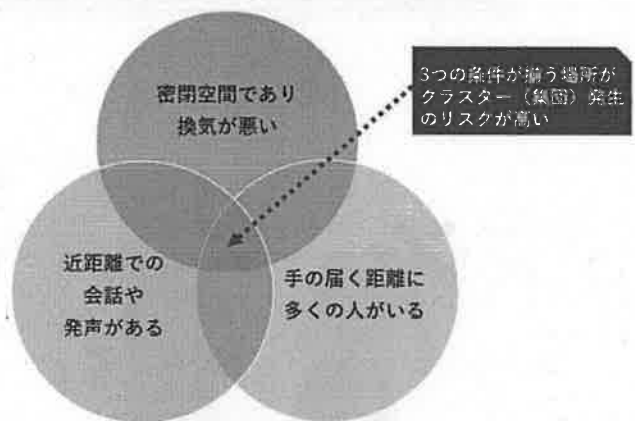 密閉空間であり
換気が悪い
3つの条件が揃う場所が
クラスター（集団）発生
のリスクが高い
近距離での
会話や
発声がある
手の届く距離に
多くの人がいる